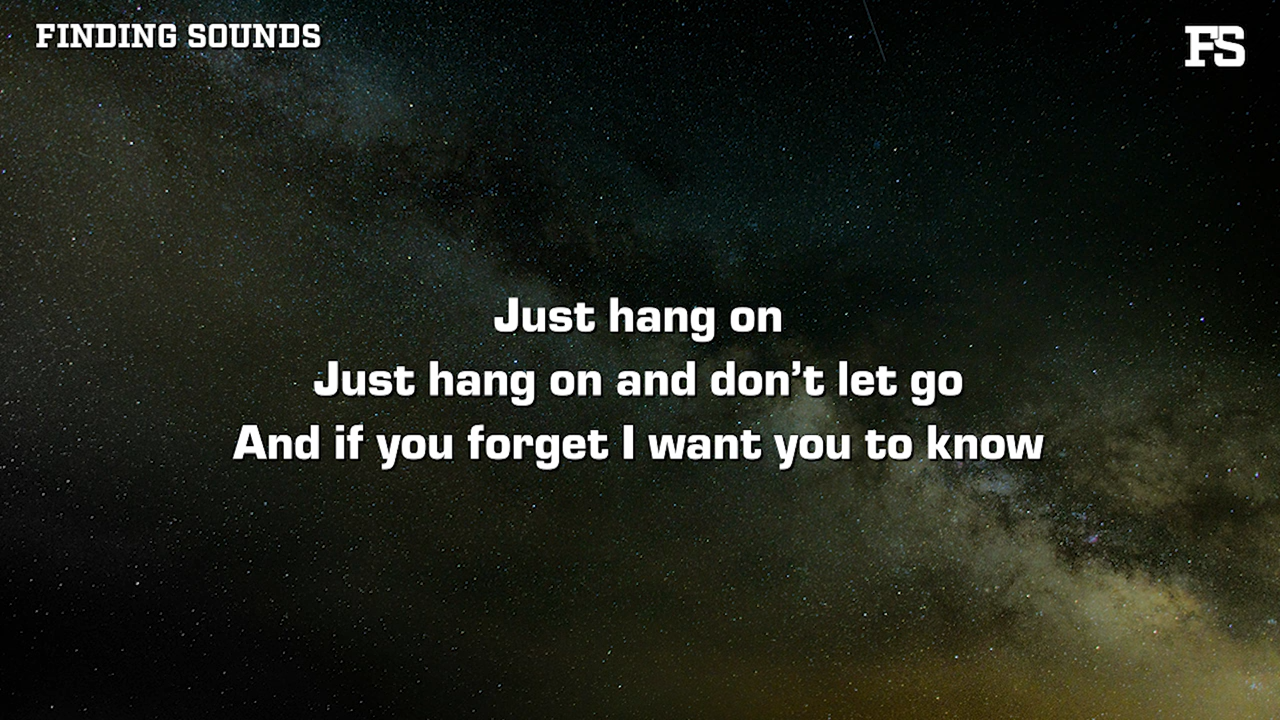 FINDING SOUNDS
FS
Just hang on
Just hang on and don’t let go
And if you forget I want you to know